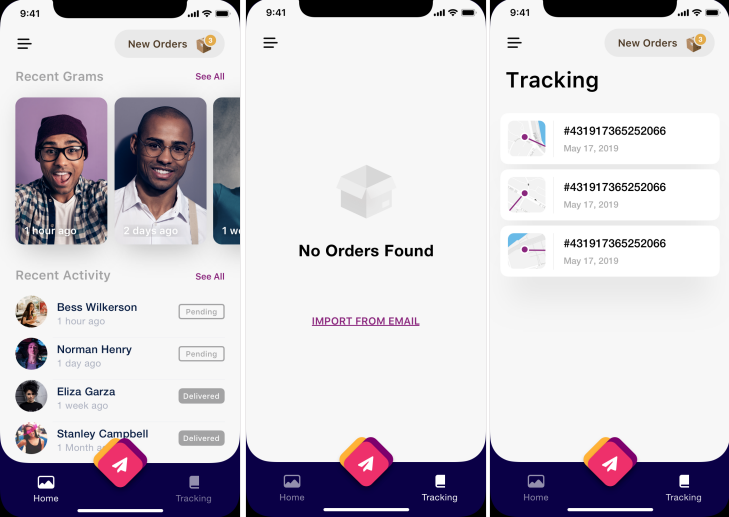 9:41
New Orders
3
Recent Grams
See All
1 hour ago
2 days ago
1 we
Recent Activity
See All
Bess Wilkerson
1 hour ago
Pending
Norman Henry
1 day ago
Pending
Eliza Garza
1 week ago
Delivered
Stanley Campbell
1 Month ag
Delivered
Home
Tracking
9:41
No Orders Found
IMPORT FROM EMAIL
Home
Tracking
9:41
New Orders
3
Tracking
#431917365252066
May 17, 2019
#431917365252066
May 17, 2019
#431917365252066
May 17, 2019
Home
Tracking